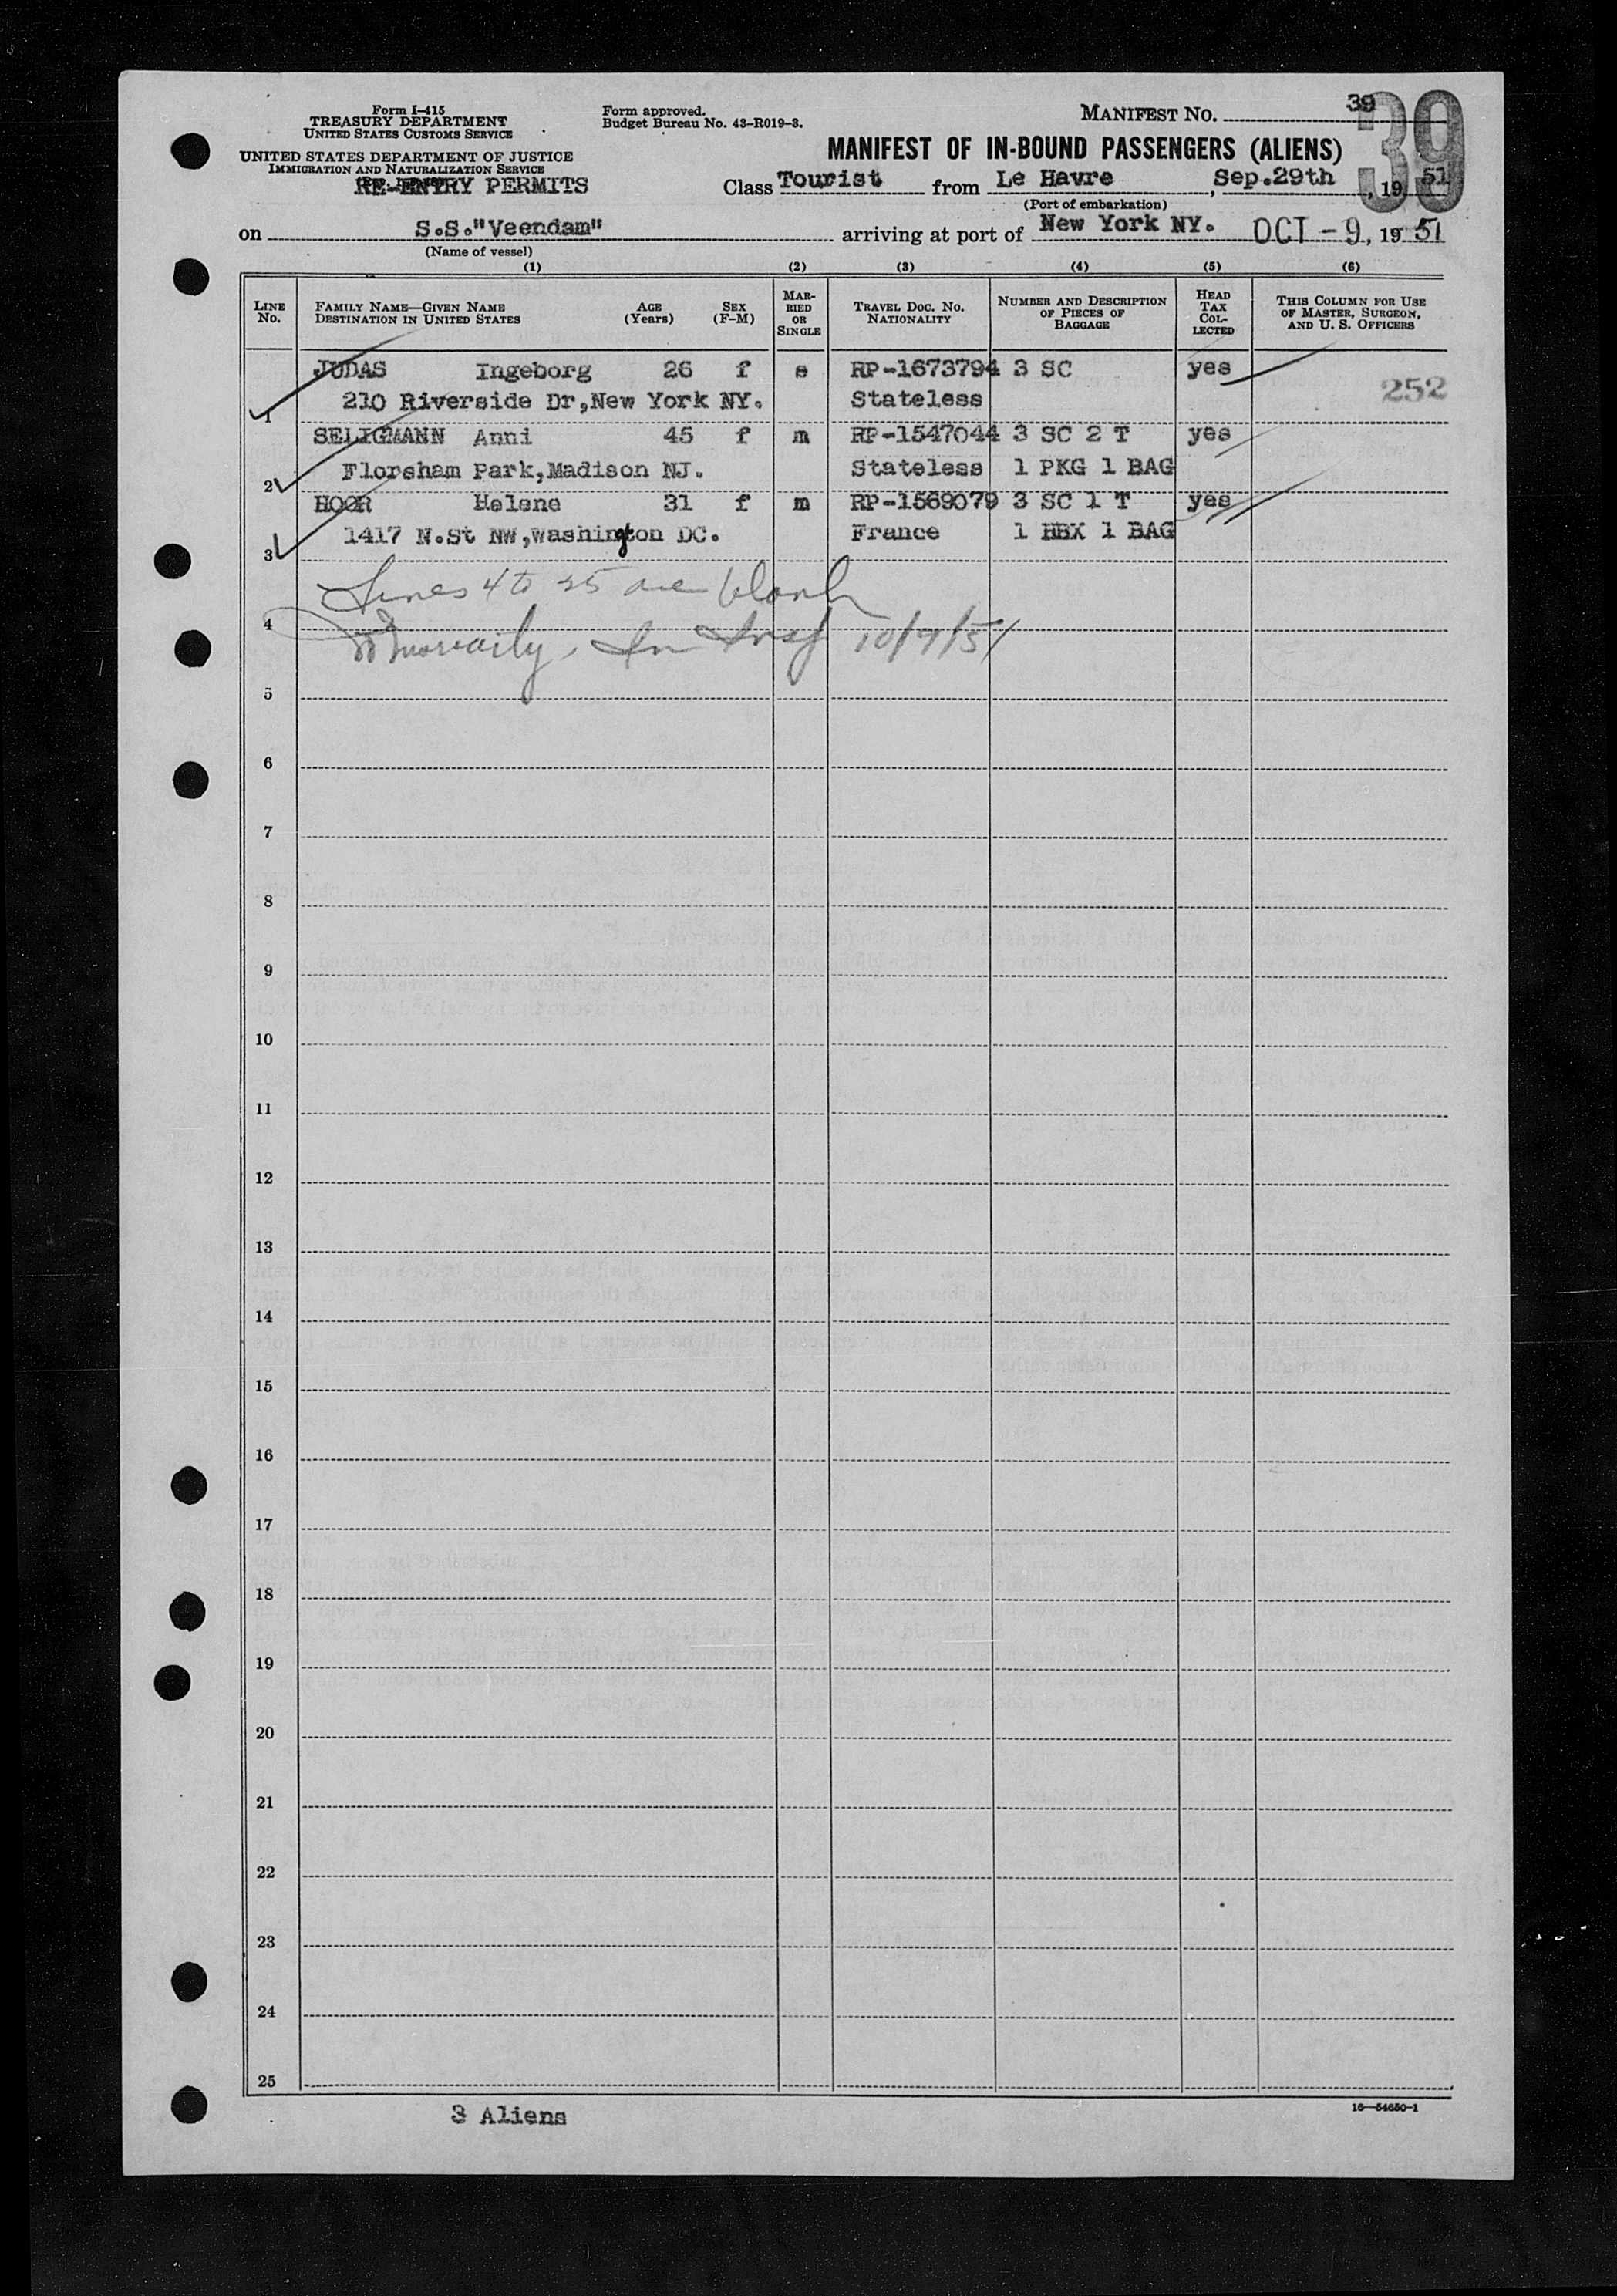 Form I-415
TREASURY DEPARTMENT
UNITED STATES CUSTOMS SERVICE
Form approved.
Budget Bureau No. 43-R019-3.
MANIFEST NO. 39
39
UNITED STATES DEPARTMENT OF JUSTICE
IMMIGRATION AND NATURALIZATION SERVICE
RE-ENTRY PERMITS
MANIFEST OF IN-BOUND PASSENGERS (ALIENS)
Class Tourist from Le Havre, Sep.29th, 19 51
(Port of embarkation)
on S.S."Veendam" arriving at port of New York NY. OCT -9, 19 51
(Name of vessel)
(1) (2) (3) (4) (5) (6)
LINE No. FAMILY NAME—GIVEN NAME DESTINATION IN UNITED STATES AGE (Years) SEX (F-M) MARRIED OR SINGLE TRAVEL DOC. NO. NATIONALITY NUMBER AND DESCRIPTION OF PIECES OF BAGGAGE HEAD TAX COLLECTED THIS COLUMN FOR USE OF MASTER, SURGEON, AND U. S. OFFICERS
JUDAS Ingeborg 26 f s RP-1673794 3 SC yes
252
1 210 Riverside Dr,New York NY. Stateless
SELIGMANN Anni 45 f m RP-1547044 3 SC 2 T yes
2 Florsham Park,Madison NJ. Stateless 1 PKG 1 BAG
HOOR Helene 31 f m RP-1569079 3 SC 1 T yes
3 1417 N.St NW,Washington DC. France 1 HBX 1 BAG
Lines 4 to 25 are blank
4
10/9/51
5
6
7
8
9
10
11
12
13
14
15
16
17
18
19
20
21
22
23
24
25
3 Aliens
16—54650-1